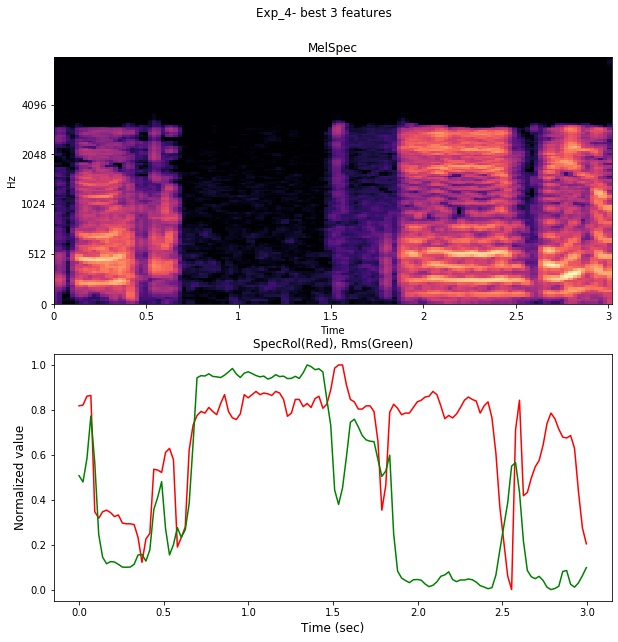 Exp_4- best 3 features
MelSpec
4096
2048
1024
512
0
Hz
0 0.5 1 1.5 2 2.5 3
Time
SpecRol(Red), Rms(Green)
1.0
0.8
0.6
0.4
0.2
0.0
Normalized value
0.0 0.5 1.0 1.5 2.0 2.5 3.0
Time (sec)